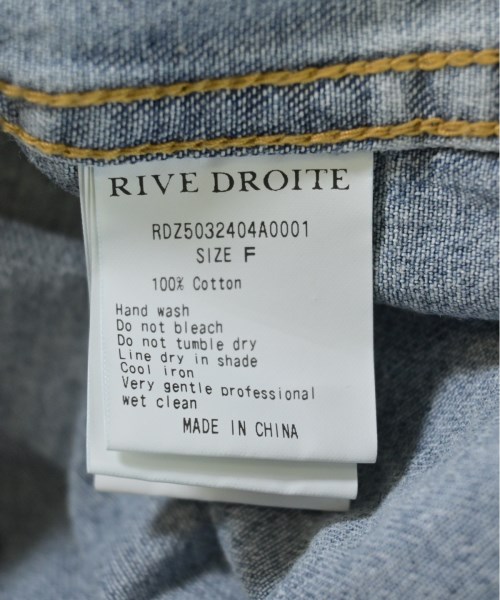 RIVE DROITE
RDZ5032404A0001
SIZE F
100% Cotton
Hand wash
Do not bleach
Do not tumble dry
Line dry in shade
Cool iron
Very gentle professional
wet clean
MADE IN CHINA